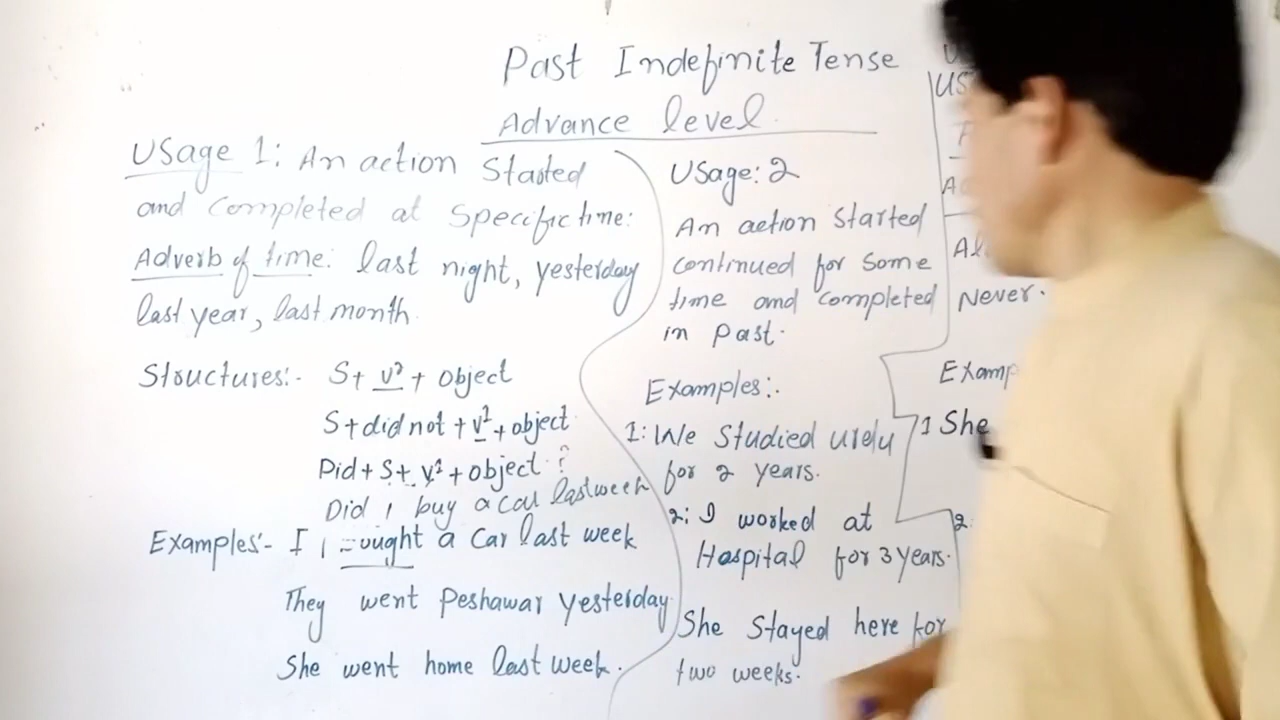 Past Indefinite Tense
Advance level
Usage 1: An action Started
and completed at Specific time:
Adverb of time: last night, yesterday
last year, last month
Structures:- S+ v² + object
S+did not + v¹ + object
Did + S + v¹ + object ?
Did I buy a car last week
Examples:- I ought a Car last week
They went Peshawar yesterday
She went home last week.
Usage: 2
An action started
continued for some
time and completed
in past.
Examples:.
1: We Studied
for 2 years.
2: I worked at
Hospital for 3 years.
She Stayed here for
two weeks.
US
Never.
Examp
1 She
2: